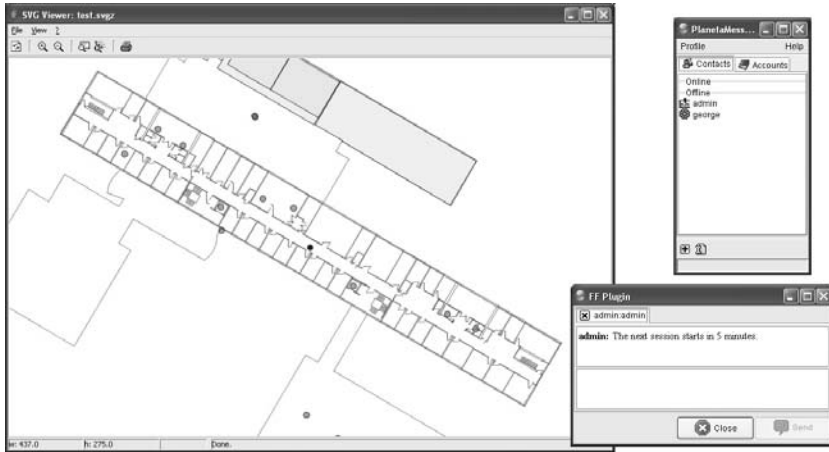 SVG Viewer: test.svgz
File View ?
w: 437.0 h: 275.0 Done.
PlanetaMess...
Profile Help
Contacts Accounts
Online
Offline
admin
george
FF Plugin
admin:admin
admin: The next session starts in 5 minutes.
Close Send